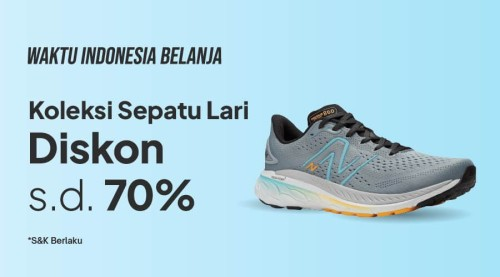 WAKTU INDONESIA BELANJA
Koleksi Sepatu Lari
Diskon
s.d. 70%
*S&K Berlaku